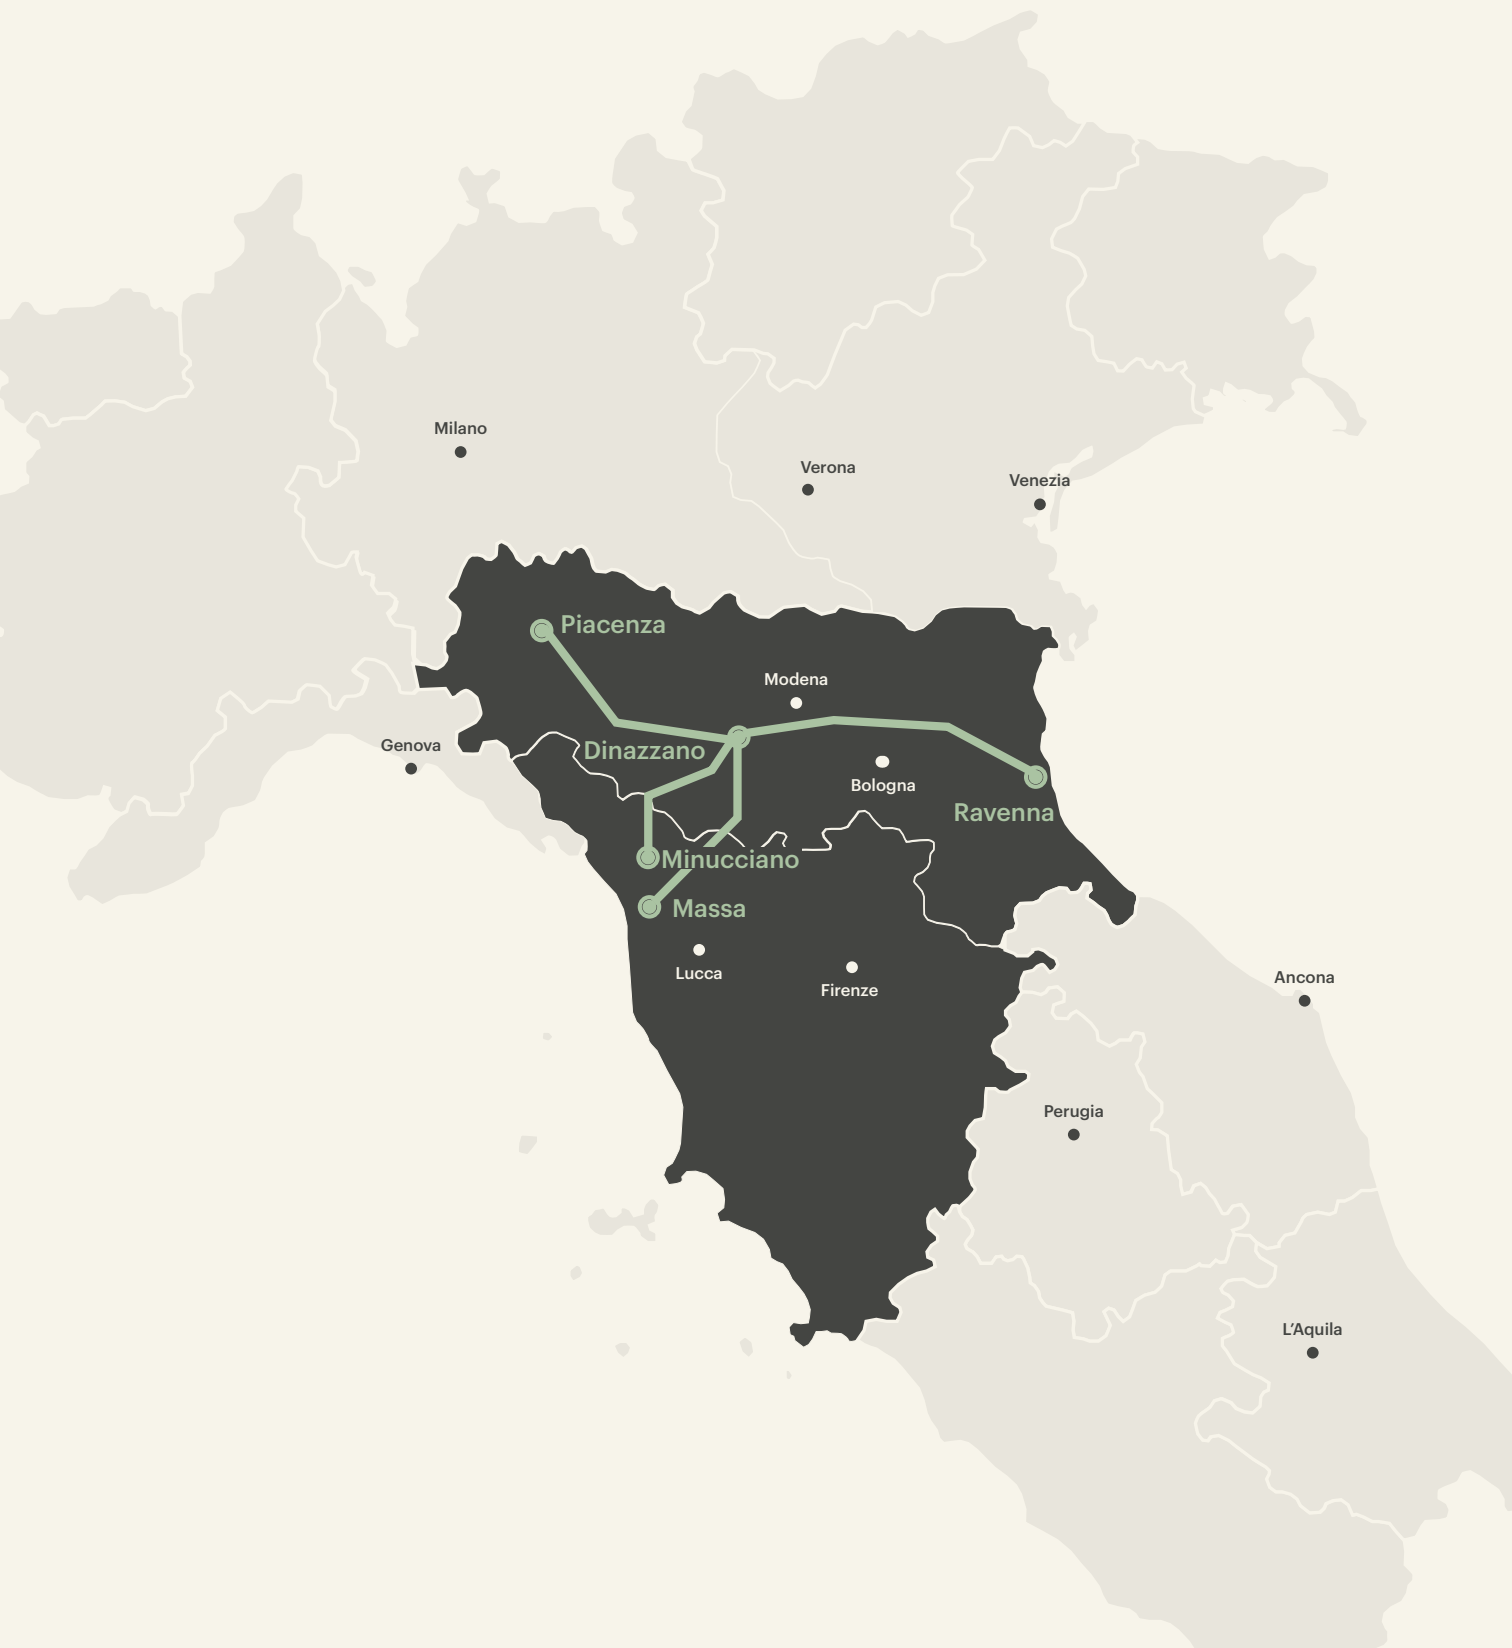 Milano
Verona
Venezia
Piacenza
Modena
Genova
Dinazzano
Bologna
Ravenna
Minucciano
Massa
Lucca
Firenze
Ancona
Perugia
L’Aquila